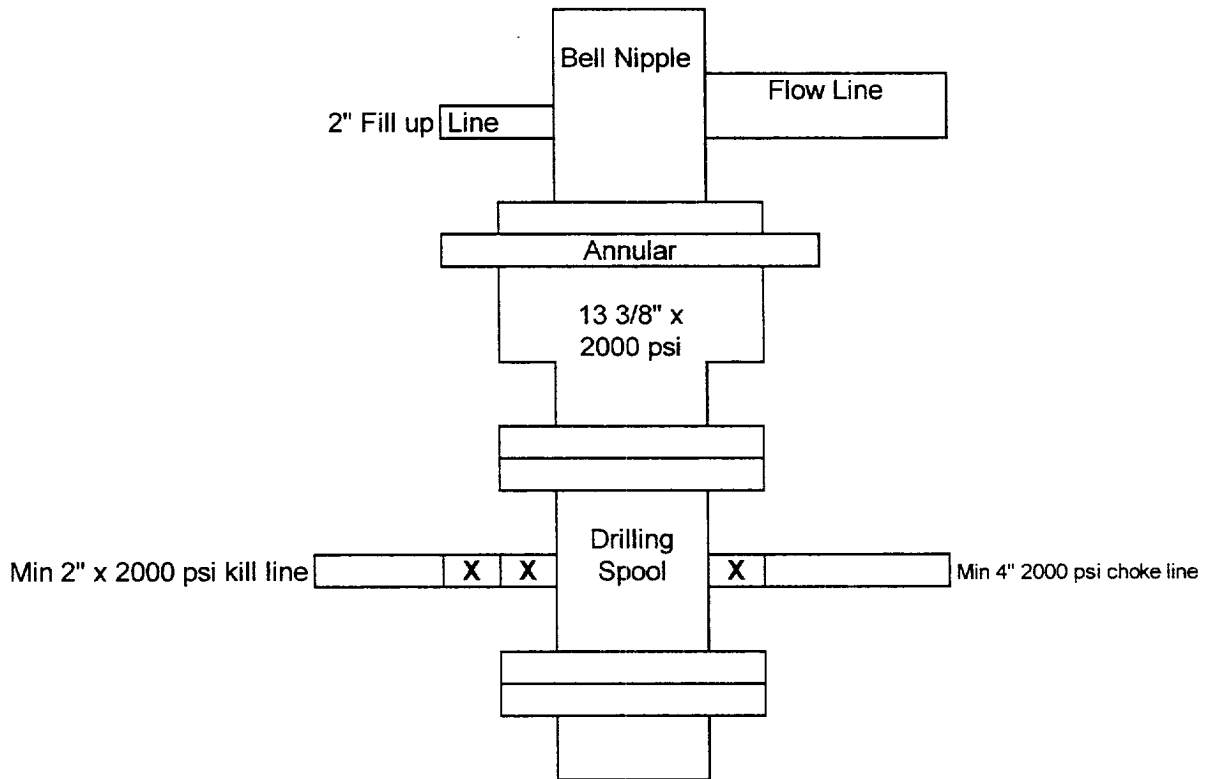 Bell Nipple
Flow Line
2" Fill up Line
Annular
13 3/8" x
2000 psi
Drilling
Spool
Min 2" x 2000 psi kill line
X X
X
Min 4" 2000 psi choke line